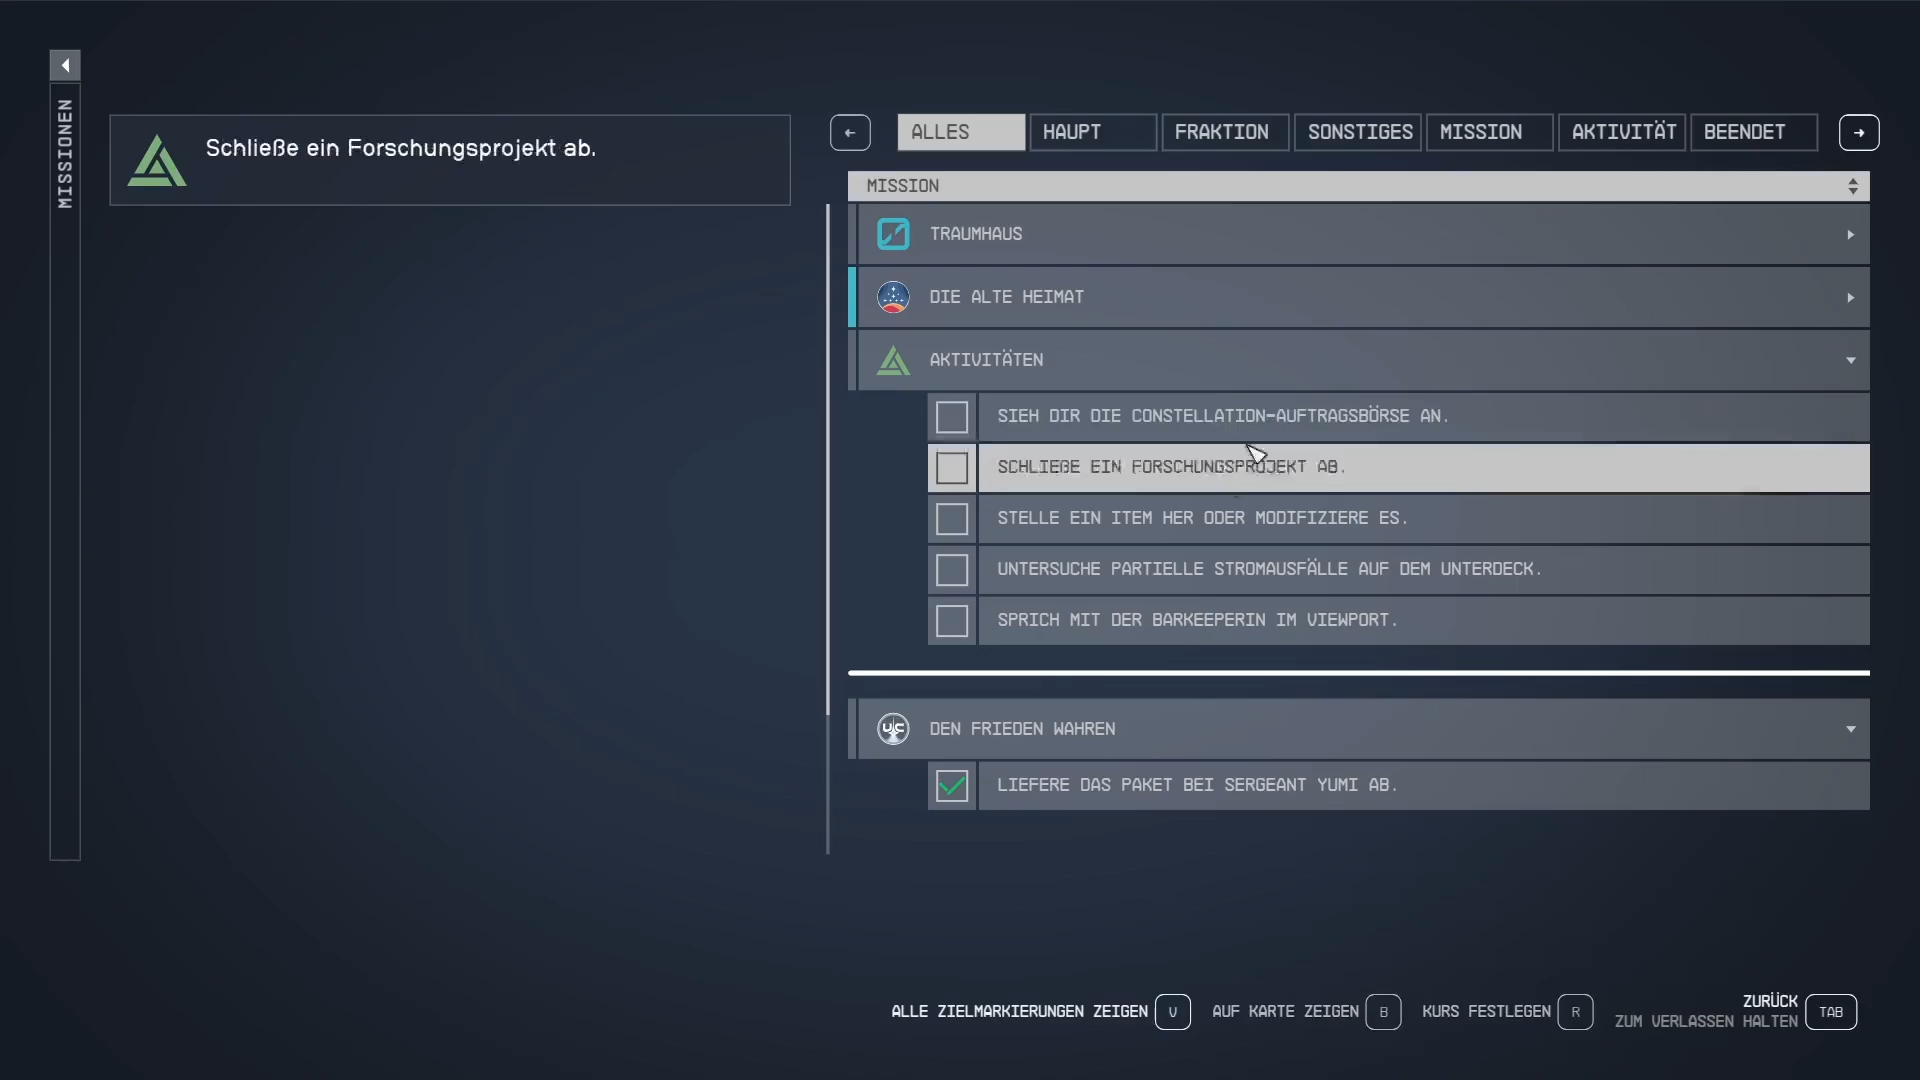 MISSIONEN
Schließe ein Forschungsprojekt ab.
ALLES HAUPT FRAKTION SONSTIGES MISSION AKTIVITÄT BEENDET
MISSION
TRAUMHAUS
DIE ALTE HEIMAT
AKTIVITÄTEN
SIEH DIR DIE CONSTELLATION-AUFTRAGSBÖRSE AN.
SCHLIEßE EIN FORSCHUNGSPROJEKT AB.
STELLE EIN ITEM HER ODER MODIFIZIERE ES.
UNTERSUCHE PARTIELLE STROMAUSFÄLLE AUF DEM UNTERDECK.
SPRICH MIT DER BARKEEPERIN IM VIEWPORT.
UC
DEN FRIEDEN WAHREN
LIEFERE DAS PAKET BEI SERGEANT YUMI AB.
ALLE ZIELMARKIERUNGEN ZEIGEN V AUF KARTE ZEIGEN B KURS FESTLEGEN R
ZURÜCK
ZUM VERLASSEN HALTEN TAB